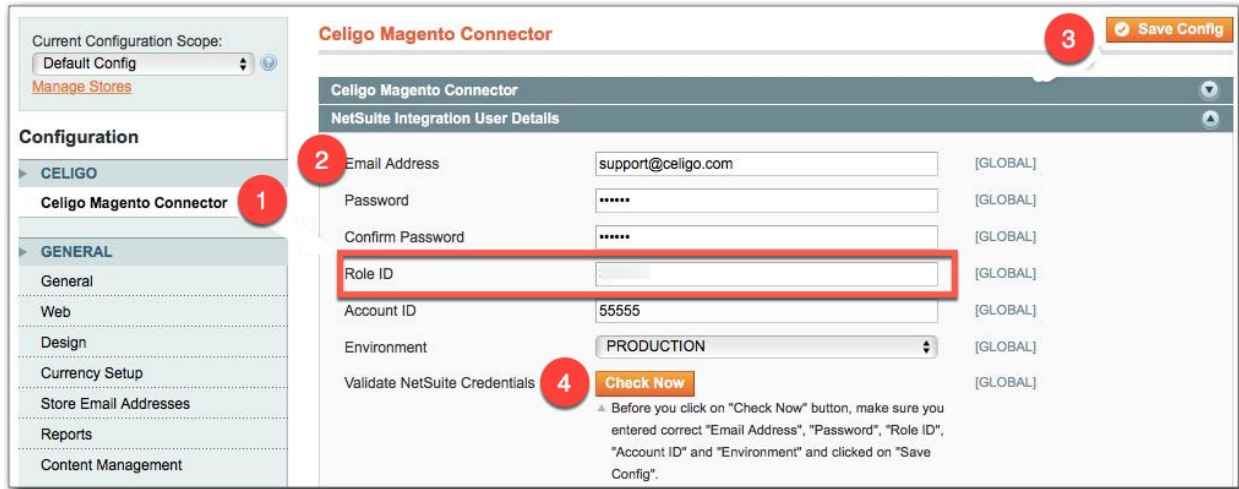 Current Configuration Scope:
Default Config
Manage Stores
Configuration
CELIGO
Celigo Magento Connector
1
GENERAL
General
Web
Design
Currency Setup
Store Email Addresses
Reports
Content Management
Celigo Magento Connector
3
Save Config
Celigo Magento Connector
NetSuite Integration User Details
2
Email Address support@celigo.com [GLOBAL]
Password •••••• [GLOBAL]
Confirm Password •••••• [GLOBAL]
Role ID [GLOBAL]
Account ID 55555 [GLOBAL]
Environment PRODUCTION [GLOBAL]
Validate NetSuite Credentials 4 Check Now [GLOBAL]
Before you click on "Check Now" button, make sure you
entered correct "Email Address", "Password", "Role ID",
"Account ID" and "Environment" and clicked on "Save
Config".